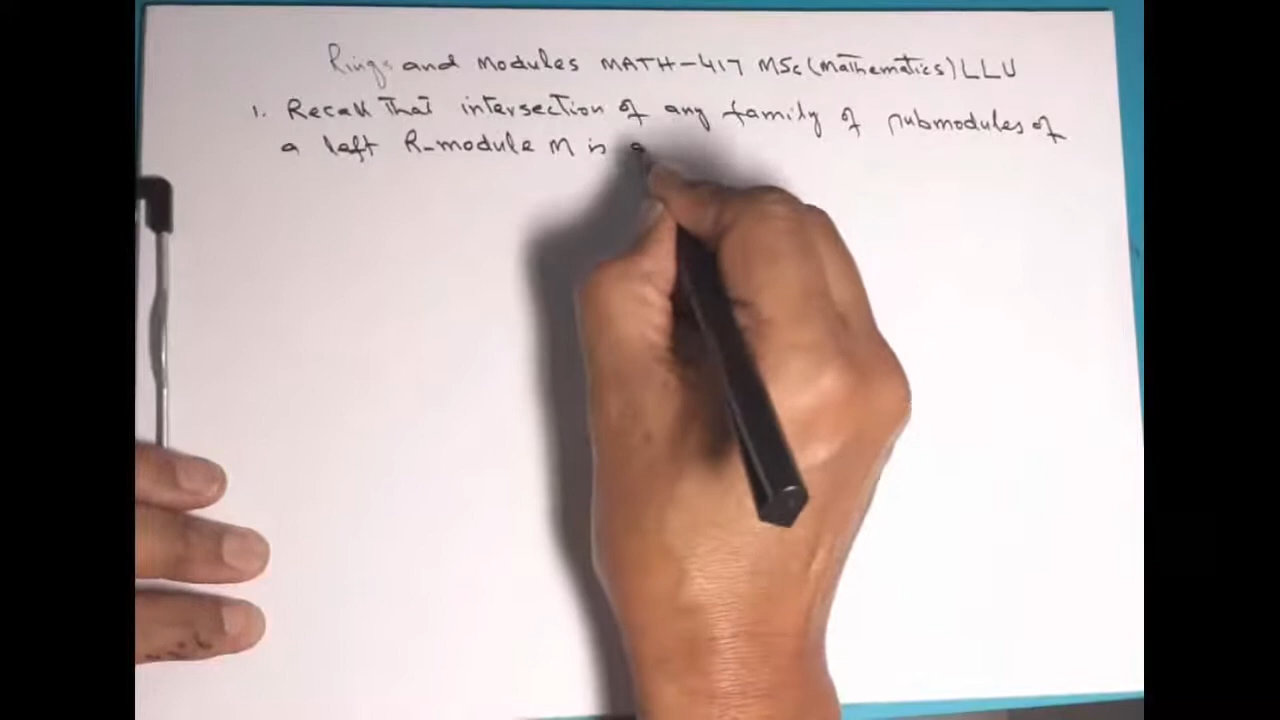 Rings and Modules MATH-417 MSc (Mathematics) LLU
1. Recall That intersection of any family of submodules of
a left R-module M is a